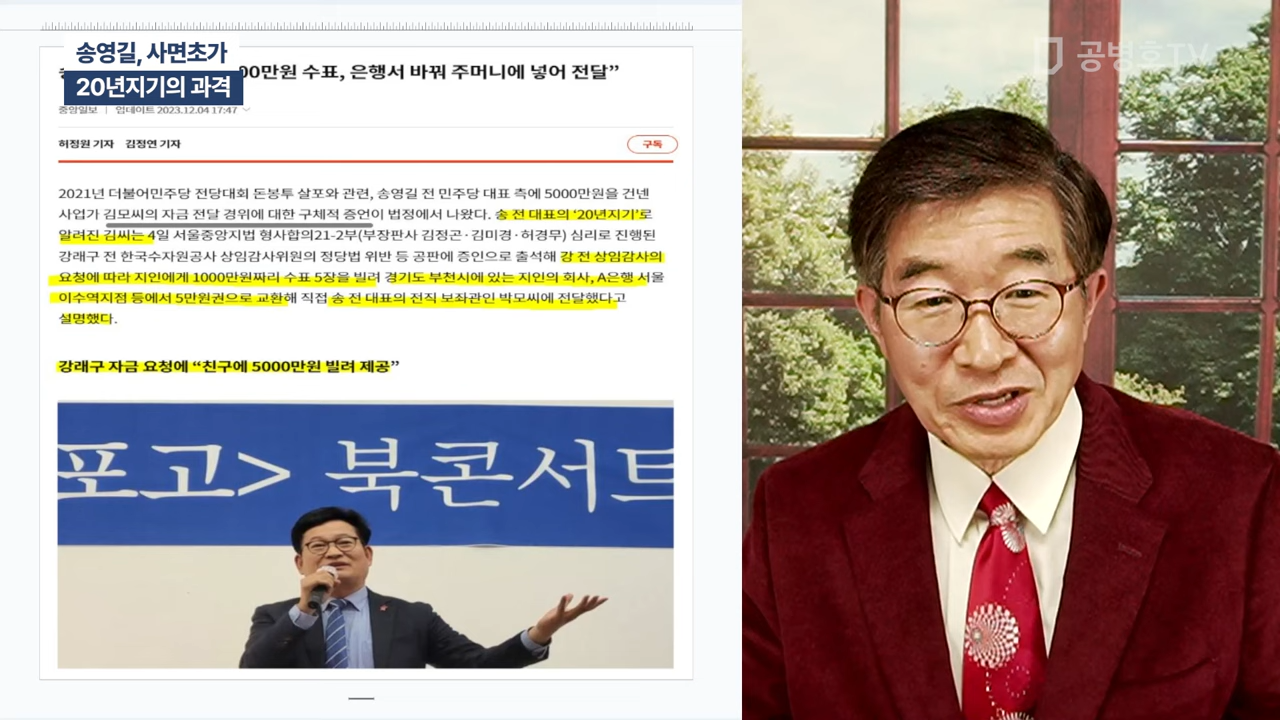 송영길, 사면초가
20년지기의 과격
00만원 수표, 은행서 바꿔 주머니에 넣어 전달”
중앙일보 | 업데이트 2023.12.04 17:47
허정원 기자 김정연 기자
구독
2021년 더불어민주당 전당대회 돈봉투 살포와 관련, 송영길 전 민주당 대표 측에 5000만원을 건넨
사업가 김모씨의 자금 전달 경위에 대한 구체적 증언이 법정에서 나왔다. 송 전 대표의 ‘20년지기’로
알려진 김씨는 4일 서울중앙지법 형사합의21-2부(부장판사 김정곤·김미경·허경무) 심리로 진행된
강래구 전 한국수자원공사 상임감사위원의 정당법 위반 등 공판에 증인으로 출석해 강 전 상임감사의
요청에 따라 지인에게 1000만원짜리 수표 5장을 빌려 경기도 부천시에 있는 지인의 회사, A은행 서울
이수역지점 등에서 5만원권으로 교환해 직접 송 전 대표의 전직 보좌관인 박모씨에 전달했다고
설명했다.
강래구 자금 요청에 “친구에 5000만원 빌려 제공”
포고> 북콘서트
공병호TV